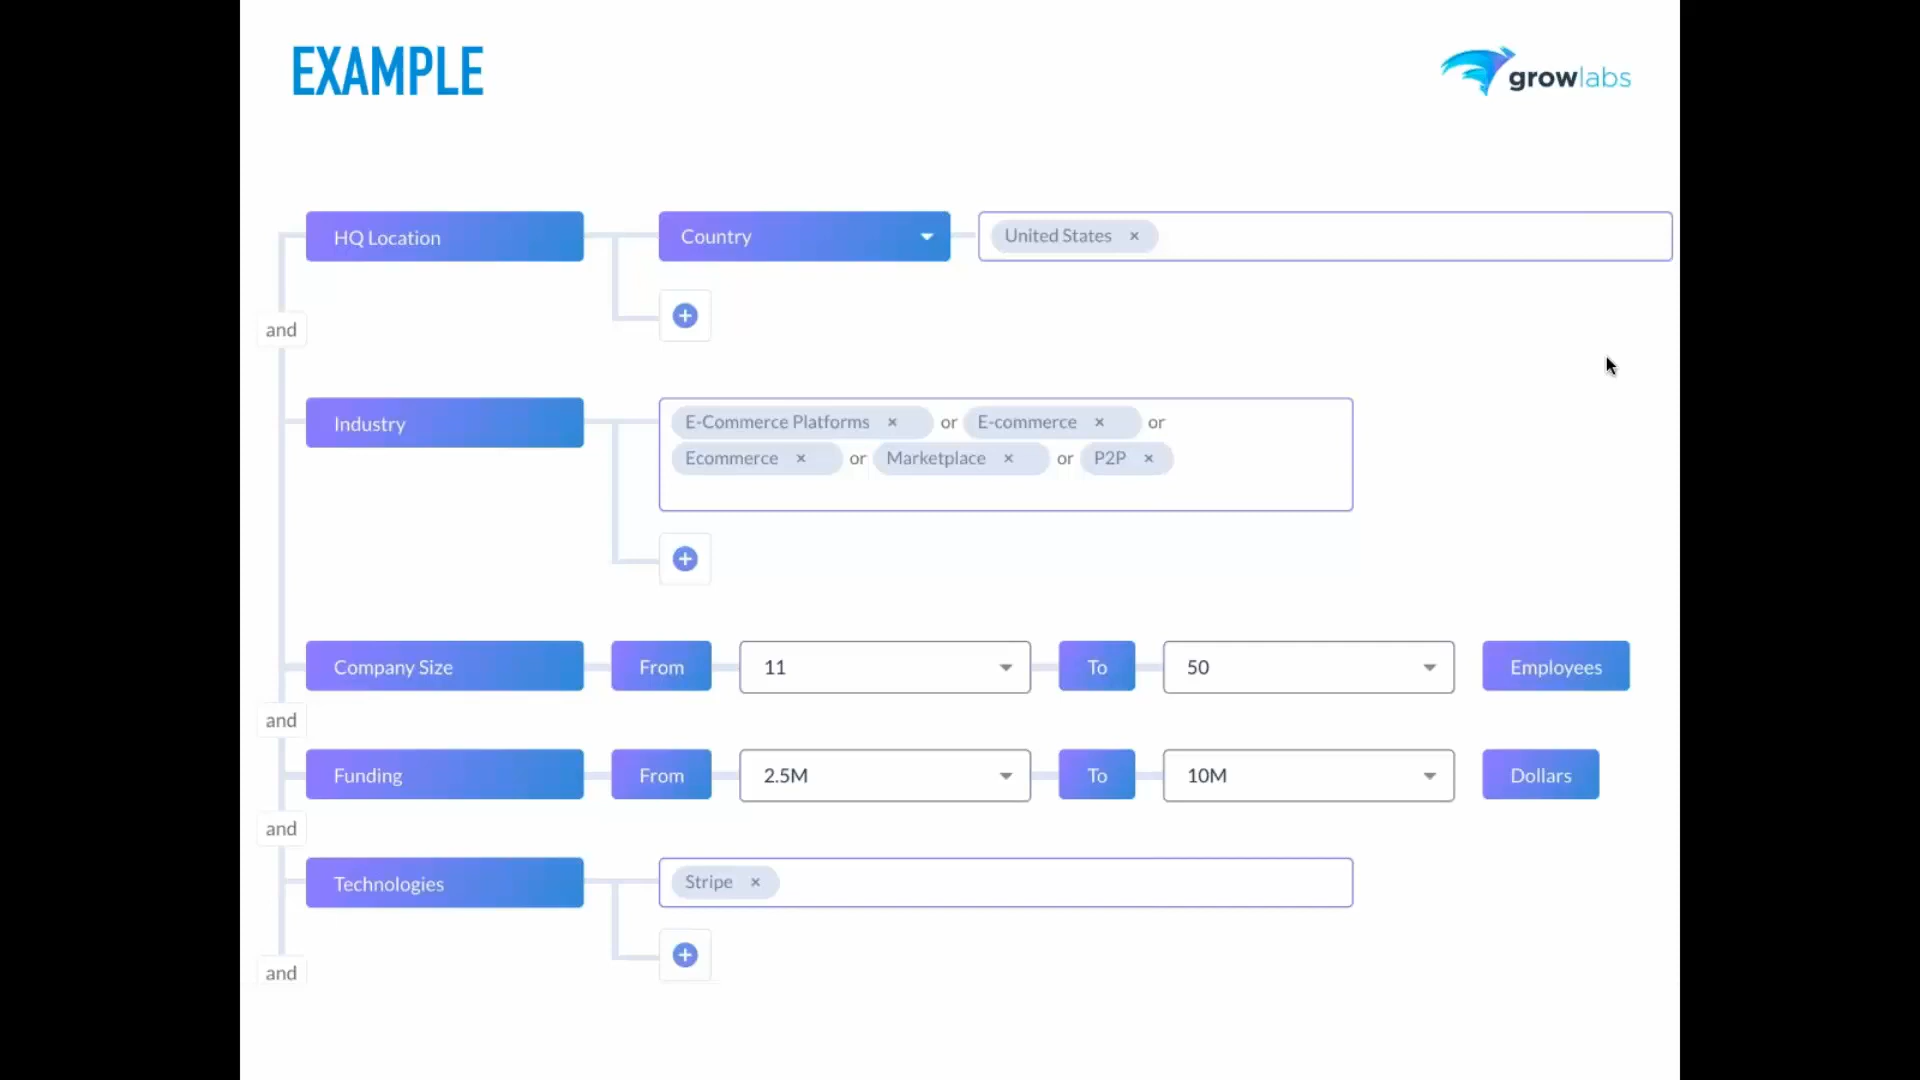 EXAMPLE
growlabs
HQ Location Country United States ×
and
Industry E-Commerce Platforms × or E-commerce × or
Ecommerce × or Marketplace × or P2P ×
Company Size From 11 To 50 Employees
and
Funding From 2.5M To 10M Dollars
and
Technologies Stripe ×
and